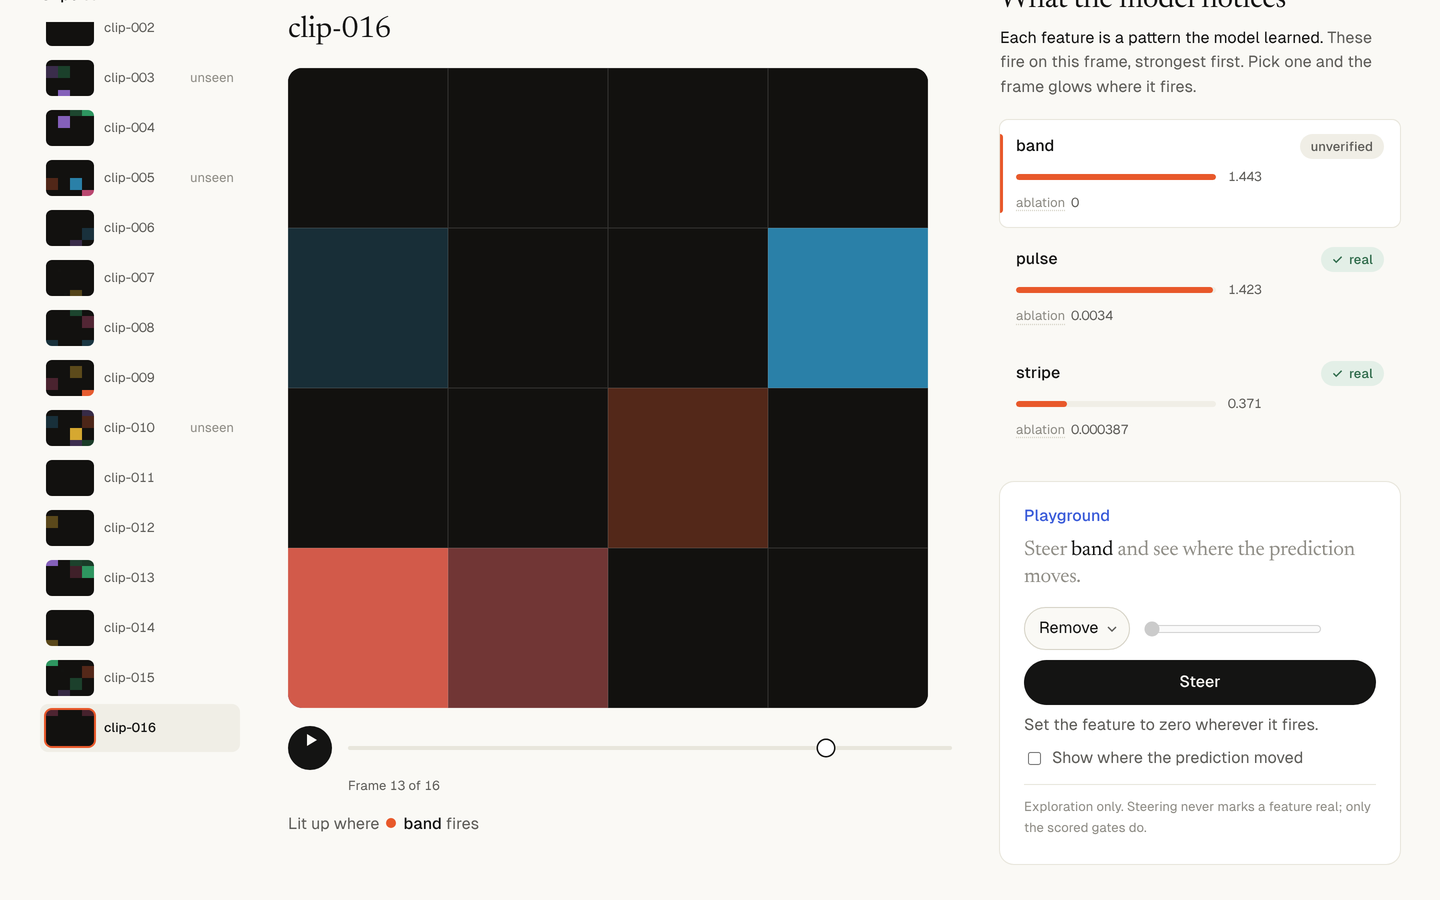 clip-002
clip-003 unseen
clip-004
clip-005 unseen
clip-006
clip-007
clip-008
clip-009
clip-010 unseen
clip-011
clip-012
clip-013
clip-014
clip-015
clip-016
clip-016
Frame 13 of 16
Lit up where band fires
What the model notices
Each feature is a pattern the model learned. These
fire on this frame, strongest first. Pick one and the
frame glows where it fires.
band unverified
1.443
ablation 0
pulse ✓ real
1.423
ablation 0.0034
stripe ✓ real
0.371
ablation 0.000387
Playground
Steer band and see where the prediction
moves.
Remove
Steer
Set the feature to zero wherever it fires.
Show where the prediction moved
Exploration only. Steering never marks a feature real; only
the scored gates do.